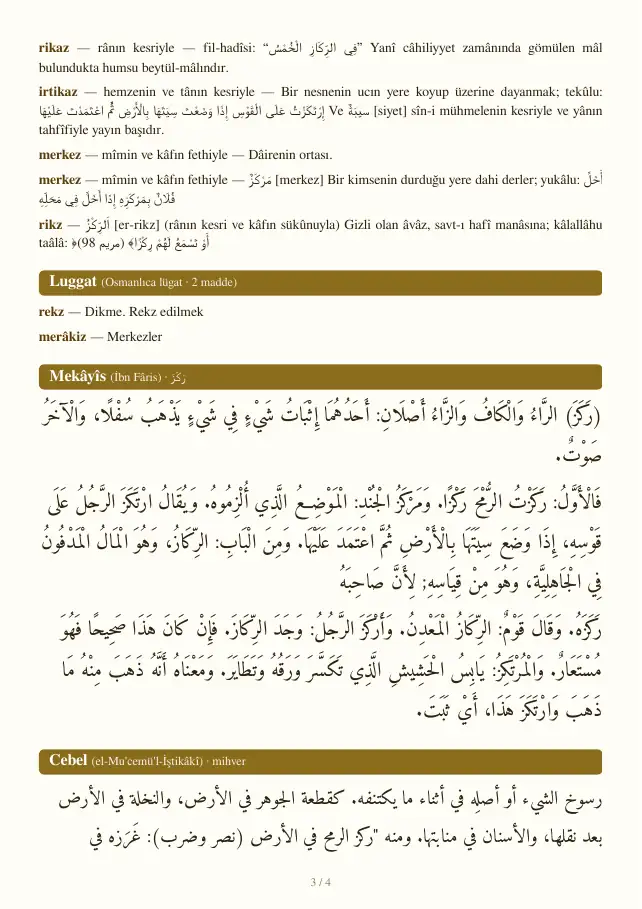 rikaz — rânın kesriyle — fil-hadîsi: “فِي الرِّكَازِ الْخُمْسُ” Yanî câhiliyyet zamânında gömülen mâl
bulundukta humsu beytül-mâlındır.
irtikaz — hemzenin ve tânın kesriyle — Bir nesnenin ucın yere koyup üzerine dayanmak; tekûlu:
اِرْتَكَزْتُ عَلَى الْقَوْسِ إِذَا وَضَعْتَ سِيَتَهَا بِالْأَرْضِ ثُمَّ اعْتَمَدْتَ عَلَيْهَا Ve سِيَةٌ [siyet] sîn-i mühmelenin kesriyle ve yânın
tahfîfiyle yayın başıdır.
merkez — mîmin ve kâfın fethiyle — Dâirenin ortası.
merkez — mîmin ve kâfın fethiyle — مَرْكَزٌ [merkez] Bir kimsenin durduğu yere dahi derler; yukâlu: أَخَلَّ
فُلَانٌ بِمَرْكَزِهِ إِذَا أَخَلَّ فِي مَحَلِّهِ
rikz — اَلرِّكْزُ [er-rikz] (rânın kesri ve kâfın sükûnuyla) Gizli olan âvâz, savt-ı hafî manâsına; kâlallâhu
taâlâ: ﴿أَوْ تَسْمَعُ لَهُمْ رِكْزًا﴾ (مريم 98)
Luggat (Osmanlıca lügat · 2 madde)
rekz — Dikme. Rekz edilmek
merâkiz — Merkezler
Mekâyîs (İbn Fâris) · رَكَزَ
(رَكَزَ) الرَّاءُ وَالْكَافُ وَالزَّاءُ أَصْلَانِ: أَحَدُهُمَا إِثْبَاتُ شَيْءٍ فِي شَيْءٍ يَذْهَبُ سُفْلًا، وَالْآخَرُ
صَوْتٌ.
فَالْأَوَّلُ: رَكَزْتُ الرُّمْحَ رَكْزًا. وَمَرْكَزُ الْجُنْدِ: الْمَوْضِعُ الَّذِي أُلْزِمُوهُ. وَيُقَالُ ارْتَكَزَ الرَّجُلُ عَلَى
قَوْسِهِ، إِذَا وَضَعَ سِيَتَهَا بِالْأَرْضِ ثُمَّ اعْتَمَدَ عَلَيْهَا. وَمِنَ الْبَابِ: الرِّكَازُ، وَهُوَ الْمَالُ الْمَدْفُونُ
فِي الْجَاهِلِيَّةِ، وَهُوَ مِنْ قِيَاسِهِ; لِأَنَّ صَاحِبَهُ
رَكَزَهُ. وَقَالَ قَوْمٌ: الرِّكَازُ الْمَعْدِنُ. وَأَرْكَزَ الرَّجُلُ: وَجَدَ الرِّكَازَ. فَإِنْ كَانَ هَذَا صَحِيحًا فَهُوَ
مُسْتَعَارٌ. وَالْمُرْتَكِزُ: يَابِسُ الْحَشِيشِ الَّذِي تَكَسَّرَ وَرَقُهُ وَتَطَايَرَ. وَمَعْنَاهُ أَنَّهُ ذَهَبَ مِنْهُ مَا
ذَهَبَ وَارْتَكَزَ هَذَا، أَيْ ثَبَتَ.
Cebel (el-Mu'cemü'l-İştikâkî) · mihver
رسوخ الشيء أو أصلِه في أثناء ما يكتنفه. كقطعة الجوهر في الأرض، والنخلة في الأرض
بعد نقلها، والأسنان في منابتها. ومنه "ركز الرمح في الأرض (نصر وضرب): غَرَزه في
3 / 4